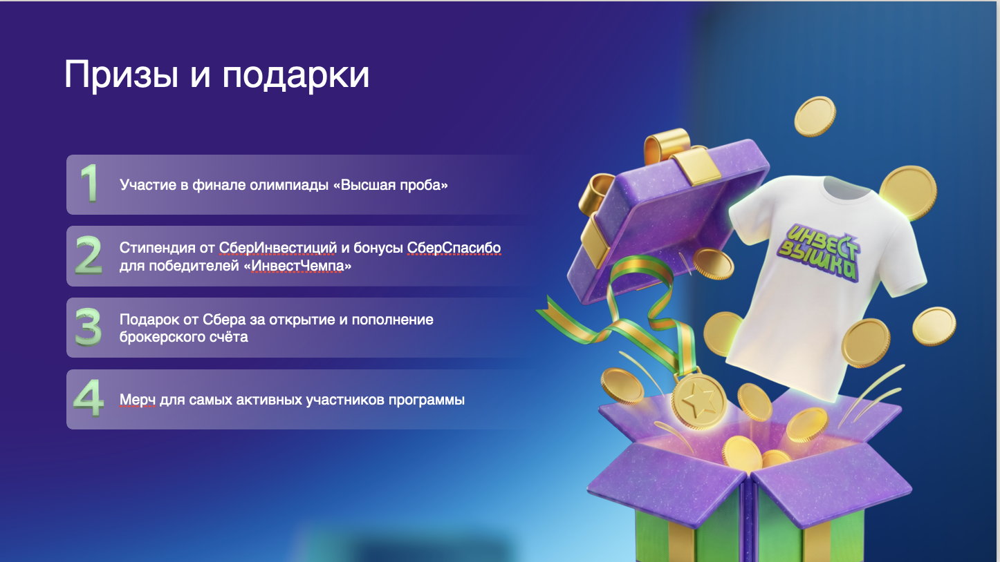 Призы и подарки
1
Участие в финале олимпиады «Высшая проба»
2
Стипендия от СберИнвестиций и бонусы СберСпасибо
для победителей «ИнвестЧемпа»
3
Подарок от Сбера за открытие и пополнение
брокерского счёта
4
Мерч для самых активных участников программы
ИНВЕСТ
ВЫШКА